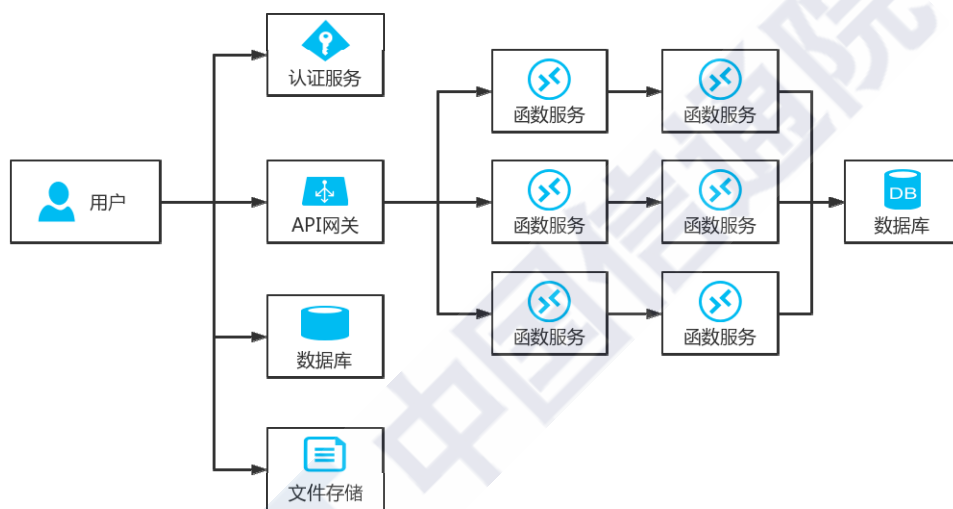 认证服务
函数服务
函数服务
用户
API网关
函数服务
函数服务
DB
数据库
函数服务
函数服务
数据库
文件存储
中国信通院